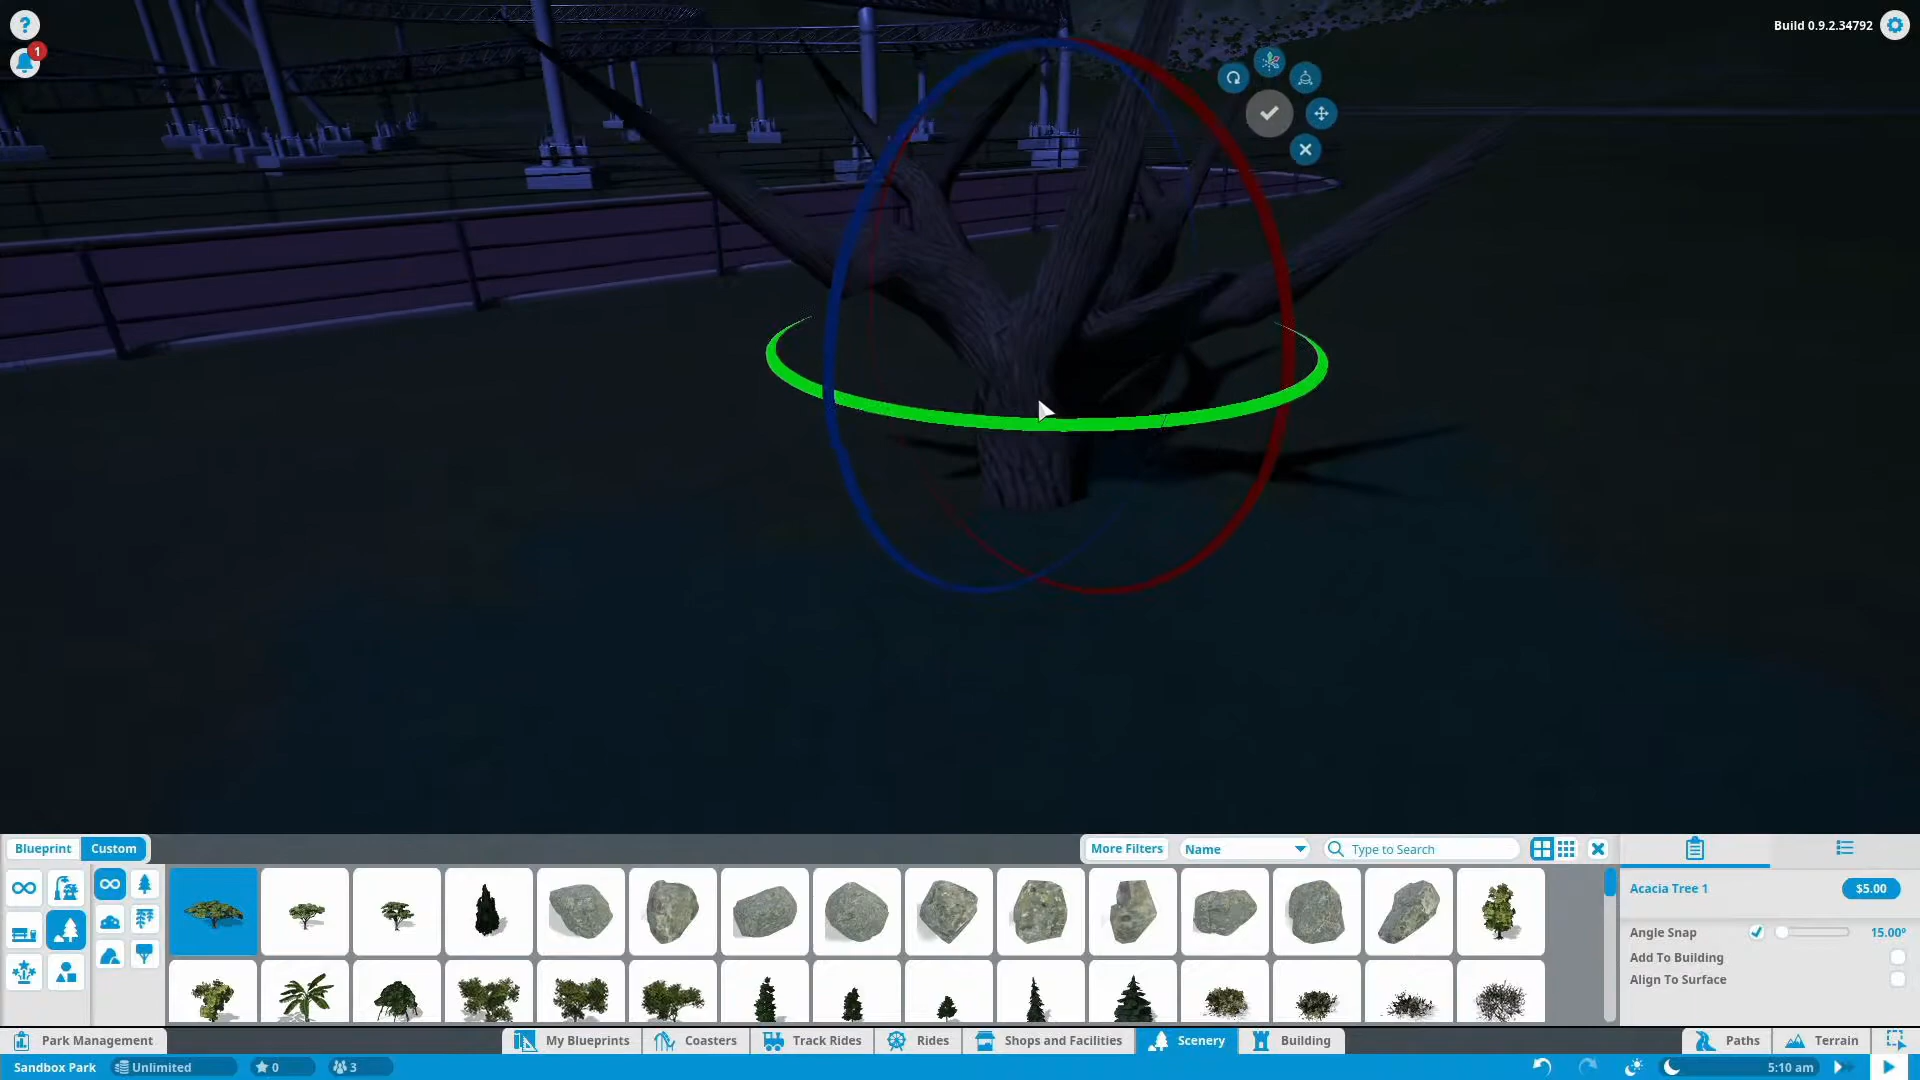 ?
1
Build 0.9.2.34792
Blueprint
Custom
More Filters
Name
Type to Search
Acacia Tree 1
$5.00
Angle Snap
15.00°
Add To Building
Align To Surface
Park Management
My Blueprints
Coasters
Track Rides
Rides
Shops and Facilities
Scenery
Building
Paths
Terrain
Sandbox Park
Unlimited
0
3
5:10 am